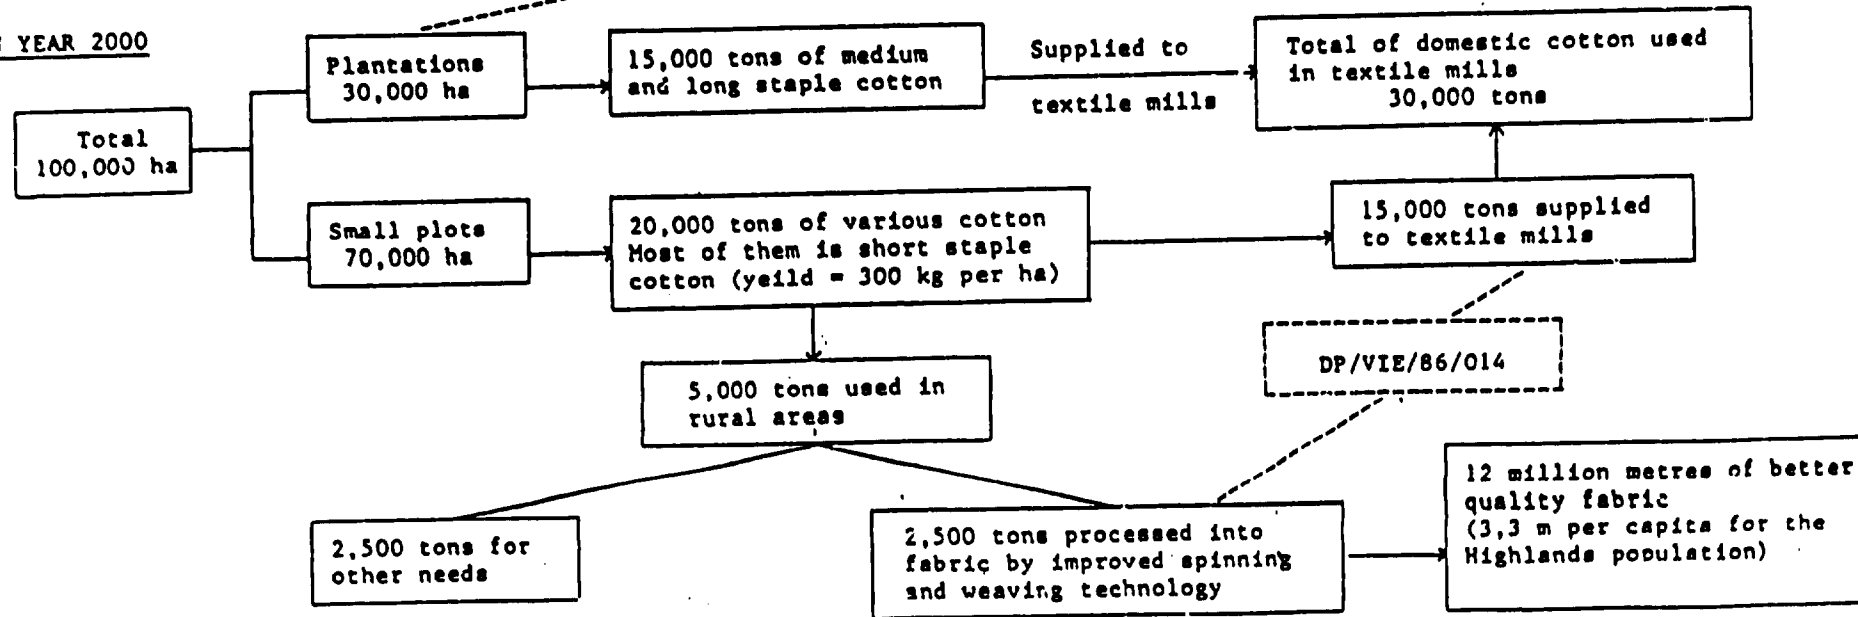 YEAR 2000
Plantations
30,000 ha
15,000 tons of medium
and long staple cotton
Supplied to
textile mills
Total of domestic cotton used
in textile mills
30,000 tons
Total
100,000 ha
Small plots
70,000 ha
20,000 tons of various cotton
Most of them is short staple
cotton (yeild = 300 kg per ha)
15,000 tons supplied
to textile mills
5,000 tons used in
rural areas
DP/VIE/86/014
2,500 tons for
other needs
2,500 tons processed into
fabric by improved spinning
and weaving technology
12 million metres of better
quality fabric
(3,3 m per capita for the
Highlands population)